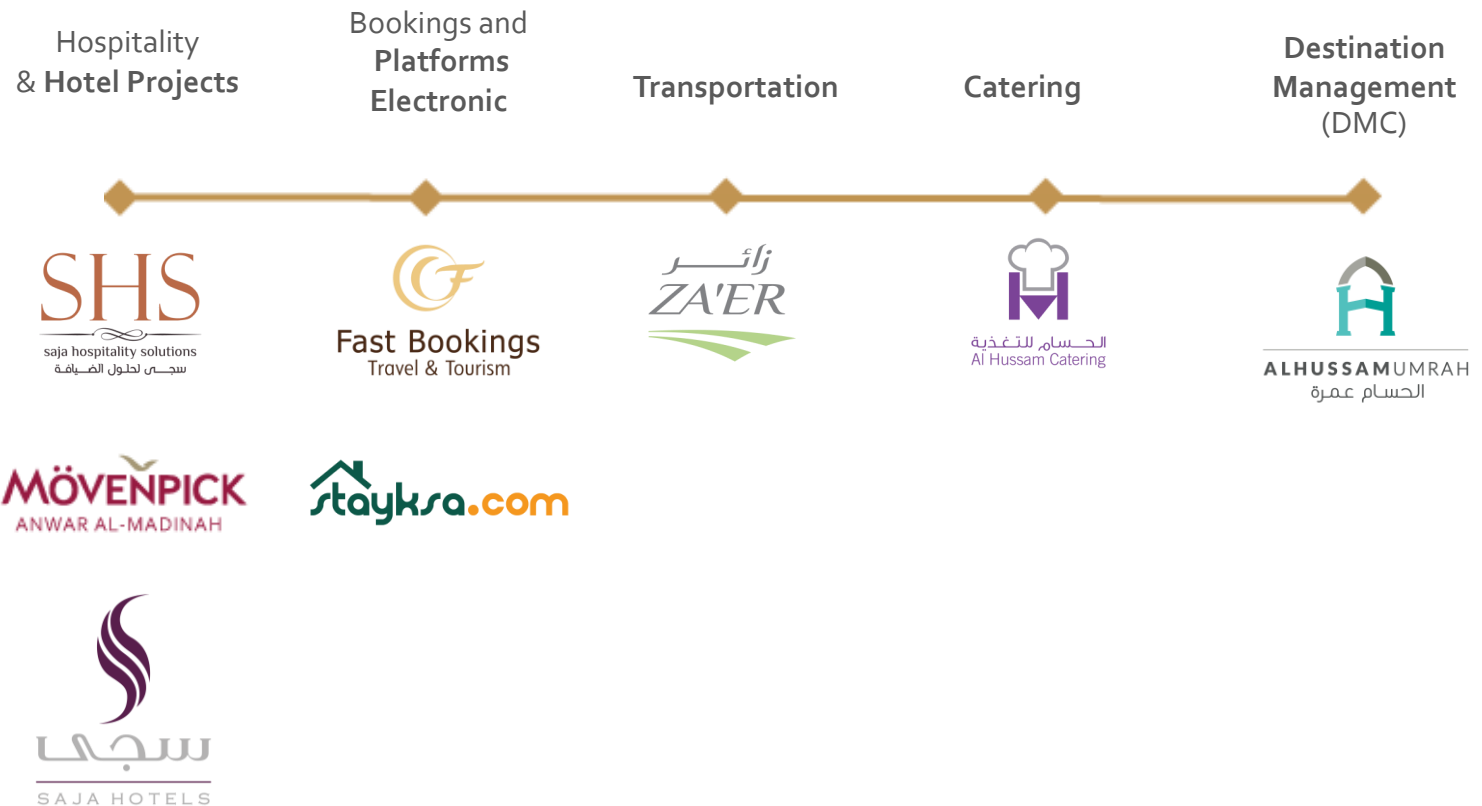 Hospitality
& Hotel Projects
Bookings and
Platforms
Electronic
Transportation
Catering
Destination
Management
(DMC)
SHS
saja hospitality solutions
سجى لحلول الضيافة
Fast Bookings
Travel & Tourism
زائر
ZA'ER
الحسام للتغذية
Al Hussam Catering
ALHUSSAMUMRAH
الحسام عمرة
MÖVENPICK
ANWAR AL-MADINAH
stayksa.com
سجى
SAJA HOTELS